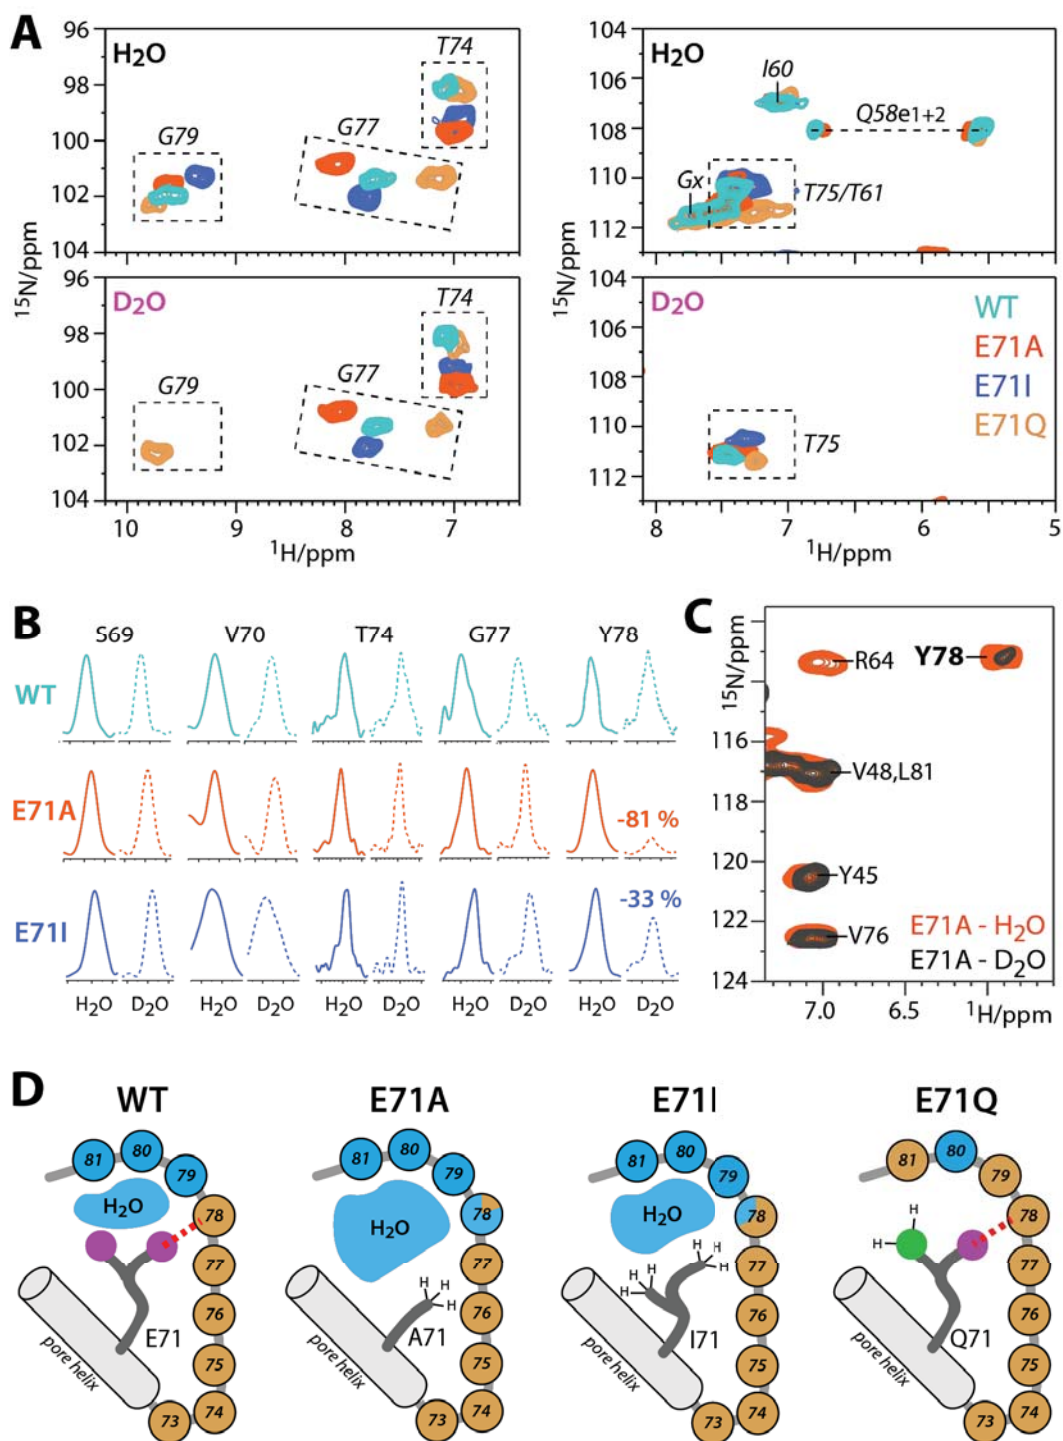 A
H2O
96
98
100
102
104
15N/ppm
G79
G77
T74
H2O
104
106
108
110
112
15N/ppm
I60
Q58e1+2
Gx
T75/T61
D2O
96
98
100
102
104
G79
G77
T74
10 9 8 7
1H/ppm
D2O
104
106
108
110
112
T75
WT
E71A
E71I
E71Q
8 7 6 5
1H/ppm
B
S69 V70 T74 G77 Y78
WT
E71A
-81 %
E71I
-33 %
H2O D2O H2O D2O H2O D2O H2O D2O H2O D2O
C
15N/ppm
R64
Y78
116
V48,L81
118
120
Y45
122
V76
124
E71A - H2O
E71A - D2O
7.0 6.5 1H/ppm
D
WT E71A E71I E71Q
81 80 79 78 77 76 75 74 73
H2O
E71
pore helix
81 80 79 78 77 76 75 74 73
H2O
H H H
A71
pore helix
81 80 79 78 77 76 75 74 73
H2O
H H H H H H
I71
pore helix
81 80 79 78 77 76 75 74 73
H H
Q71
pore helix